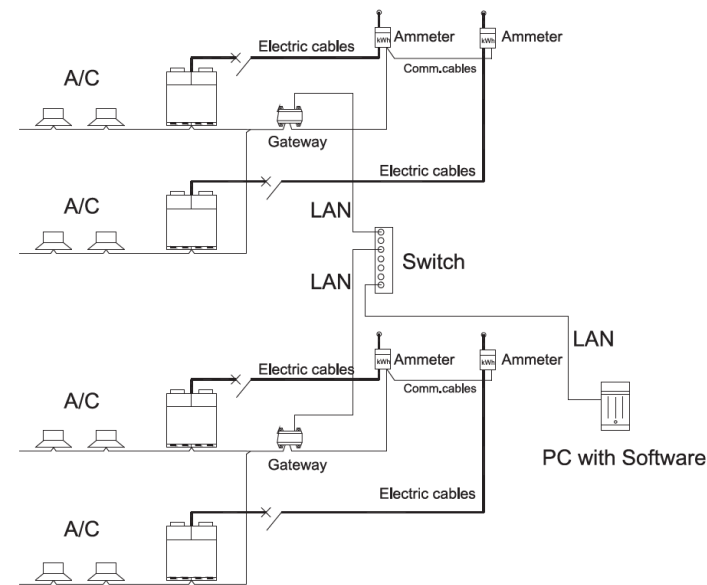 Electric cables
kWh
Ammeter
kWh
Ammeter
A/C
Comm.cables
Gateway
Electric cables
A/C
LAN
Switch
LAN
LAN
Electric cables
kWh
Ammeter
kWh
Ammeter
A/C
Comm.cables
Gateway
PC with Software
Electric cables
A/C